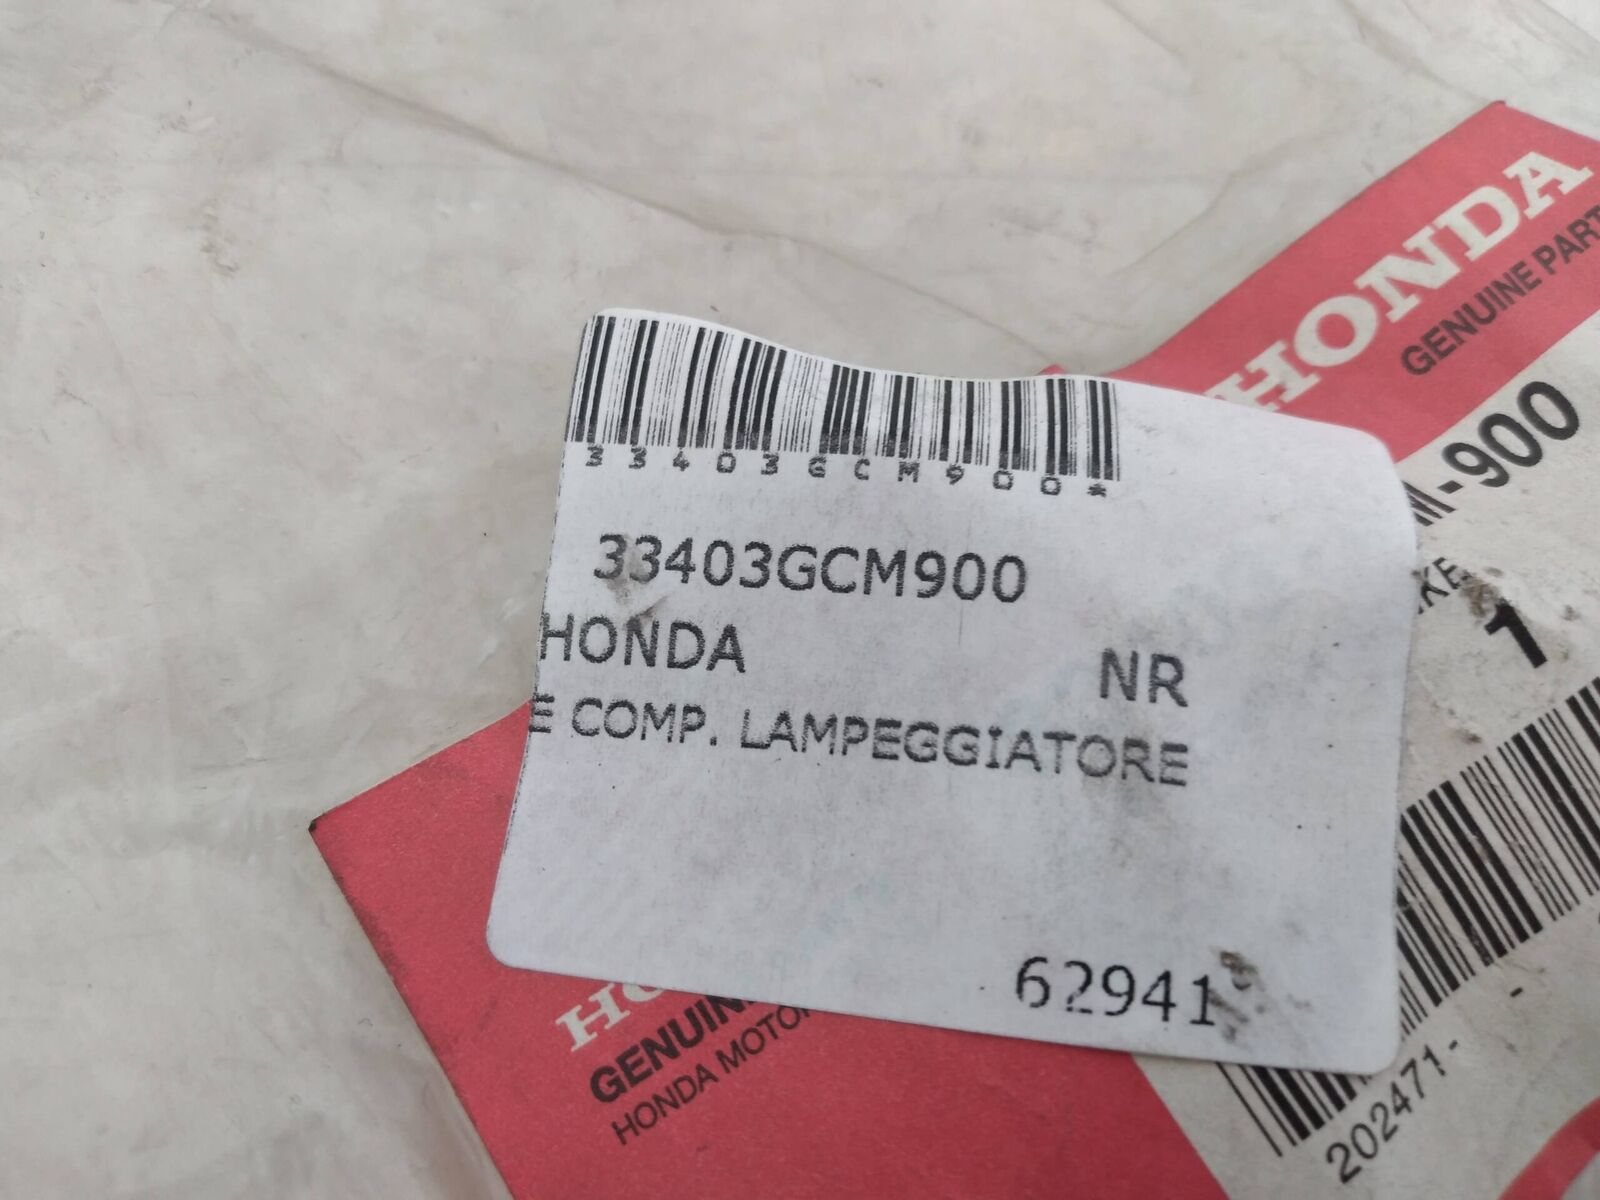 HONDA
GENUINE PART
M-900
1
33403GCM900*
33403GCM900
HONDA NR
E COMP. LAMPEGGIATORE
62941
202471-
GENUIN
HONDA MOTO